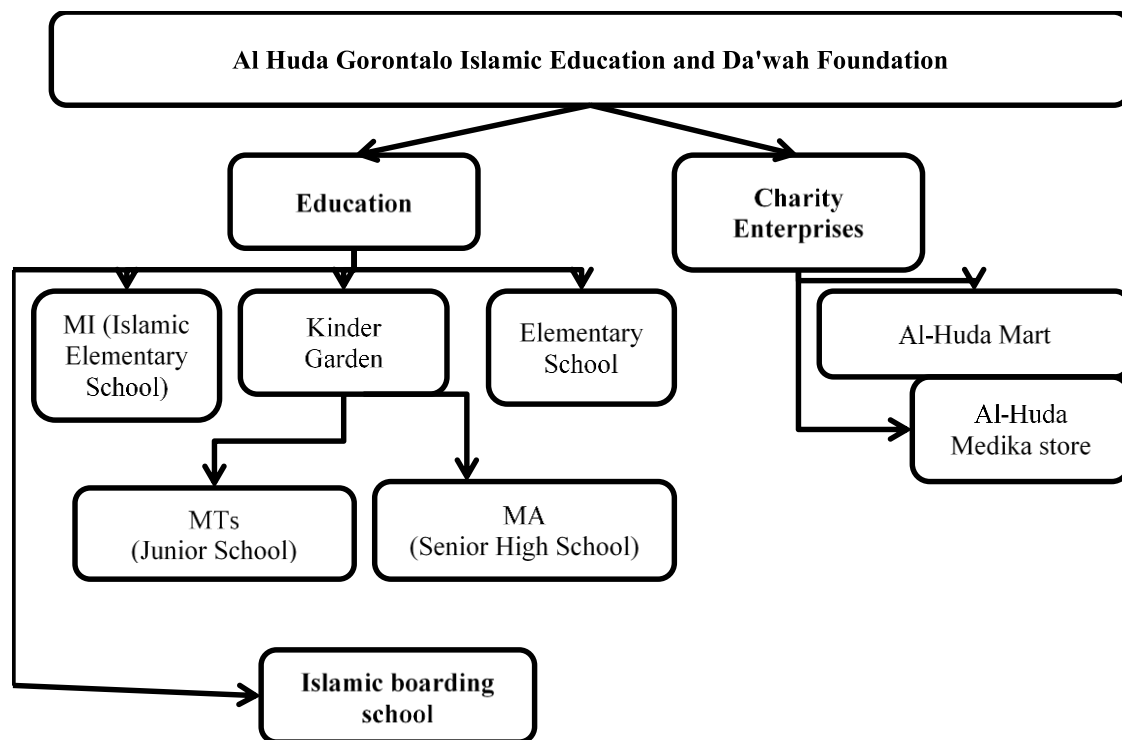 Al Huda Gorontalo Islamic Education and Da'wah Foundation
Education
Charity
Enterprises
MI (Islamic
Elementary
School)
Kinder
Garden
Elementary
School
Al-Huda Mart
Al-Huda
Medika store
MTs
(Junior School)
MA
(Senior High School)
Islamic boarding
school